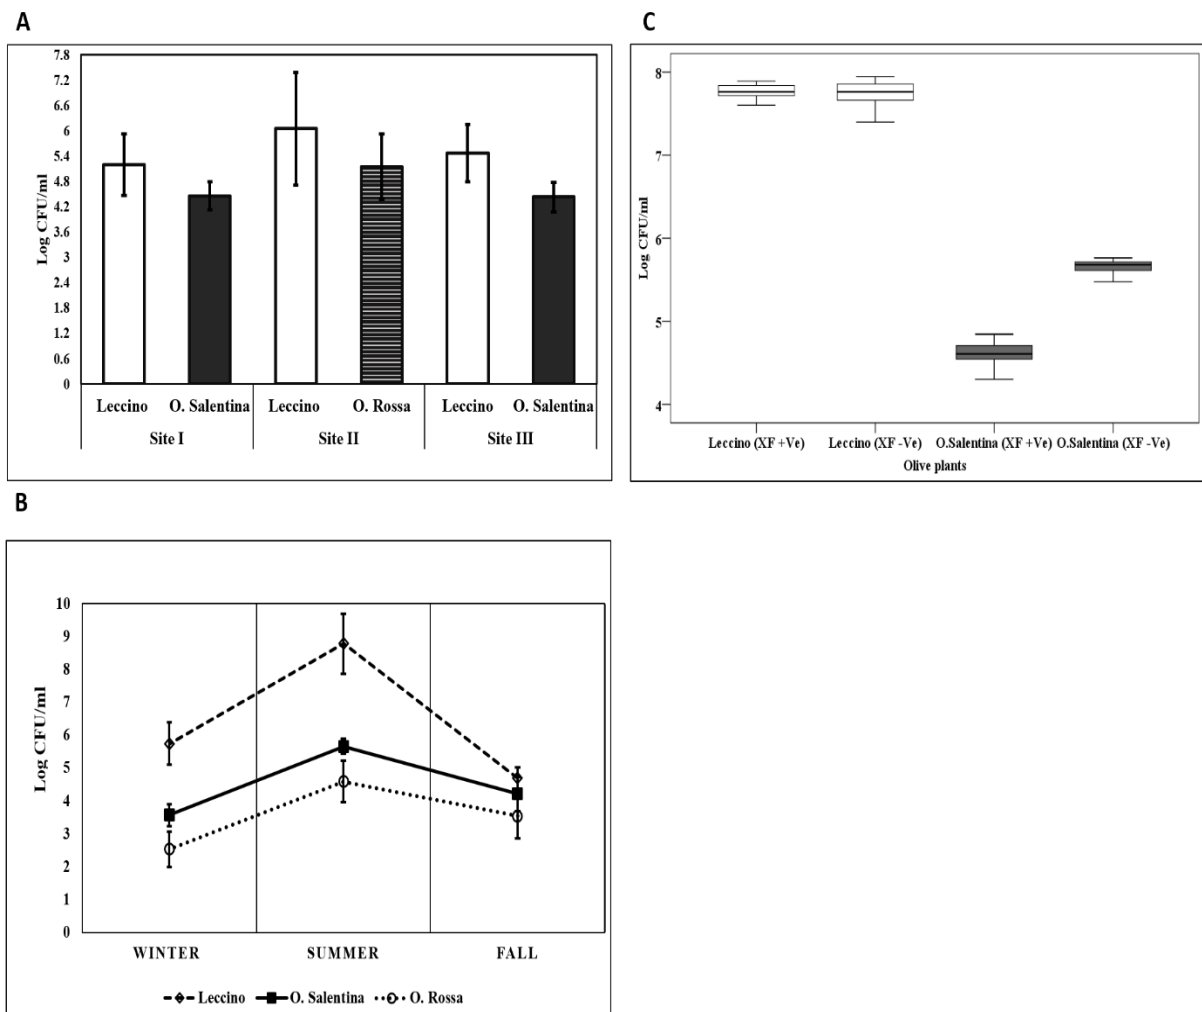 A
7.8
7.2
6.6
6
5.4
4.8
4.2
3.6
3
2.4
1.8
1.2
0.6
0
Log CFU/ml
Leccino O. Salentina Leccino O. Rossa Leccino O. Salentina
Site I Site II Site III
C
8
7
6
5
4
Log CFU/ml
Leccino (XF +Ve) Leccino (XF -Ve) O.Salentina (XF +Ve) O.Salentina (XF -Ve)
Olive plants
B
10
9
8
7
6
5
4
3
2
1
0
Log CFU/ml
WINTER SUMMER FALL
Leccino O. Salentina O. Rossa